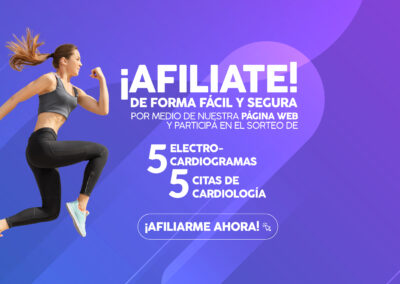 ¡AFILIATE!
DE FORMA FÁCIL Y SEGURA
POR MEDIO DE NUESTRA PÁGINA WEB
Y PARTICIPÁ EN EL SORTEO DE
5 ELECTRO-
CARDIOGRAMAS
5 CITAS DE
CARDIOLOGÍA
¡AFILIARME AHORA!